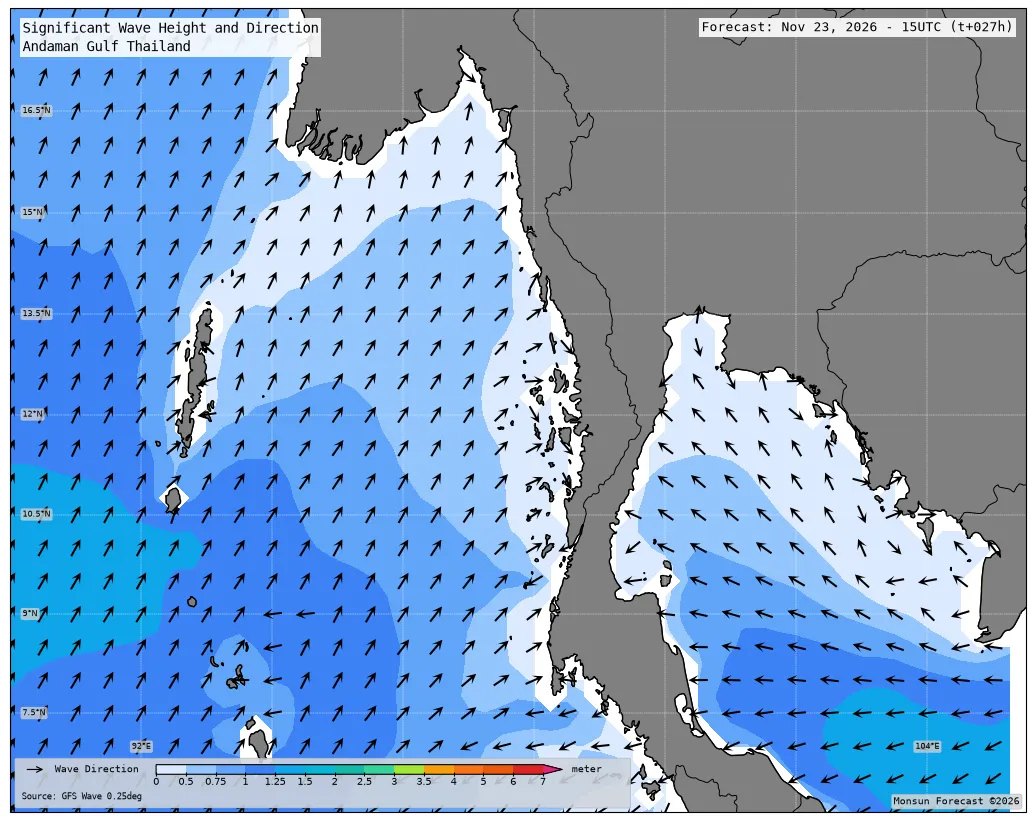 Significant Wave Height and Direction
Andaman Gulf Thailand
Forecast: Nov 23, 2026 - 15UTC (t+027h)
16.5°N
15°N
13.5°N
12°N
10.5°N
9°N
7.5°N
92°E
104°E
Wave Direction
0.5 0.75 1 1.25 1.5 2 2.5 3 3.5 4 5 6 7
meter
Source: GFS Wave 0.25deg
Monsun Forecast ©2026